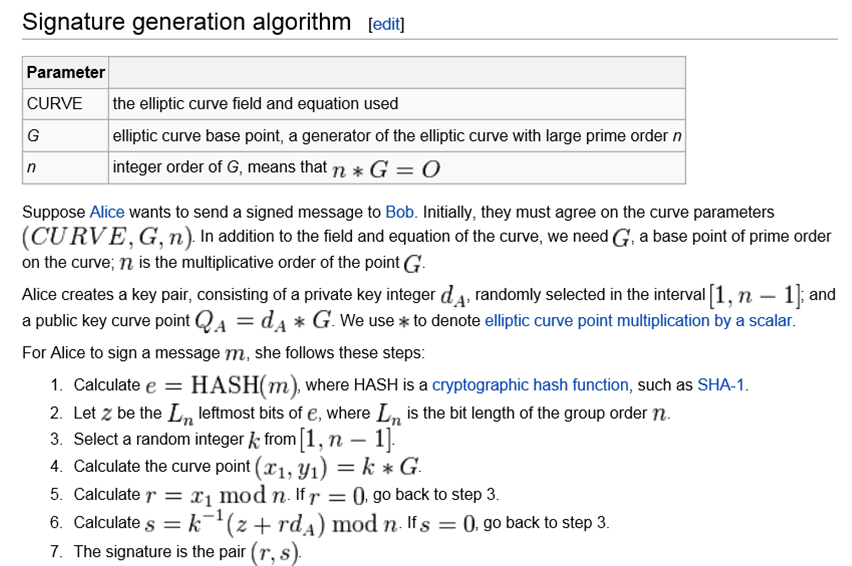 Signature generation algorithm [edit]
Parameter
CURVE the elliptic curve field and equation used
G elliptic curve base point, a generator of the elliptic curve with large prime order n
n integer order of G, means that n * G = O
Suppose Alice wants to send a signed message to Bob. Initially, they must agree on the curve parameters
(CURVE, G, n). In addition to the field and equation of the curve, we need G, a base point of prime order
on the curve; n is the multiplicative order of the point G.
Alice creates a key pair, consisting of a private key integer d_A, randomly selected in the interval [1, n − 1]; and
a public key curve point Q_A = d_A * G. We use * to denote elliptic curve point multiplication by a scalar.
For Alice to sign a message m, she follows these steps:
1. Calculate e = HASH(m), where HASH is a cryptographic hash function, such as SHA-1.
2. Let z be the L_n leftmost bits of e, where L_n is the bit length of the group order n.
3. Select a random integer k from [1, n − 1].
4. Calculate the curve point (x₁, y₁) = k * G.
5. Calculate r = x₁ mod n. If r = 0, go back to step 3.
6. Calculate s = k⁻¹(z + rd_A) mod n. If s = 0, go back to step 3.
7. The signature is the pair (r, s).